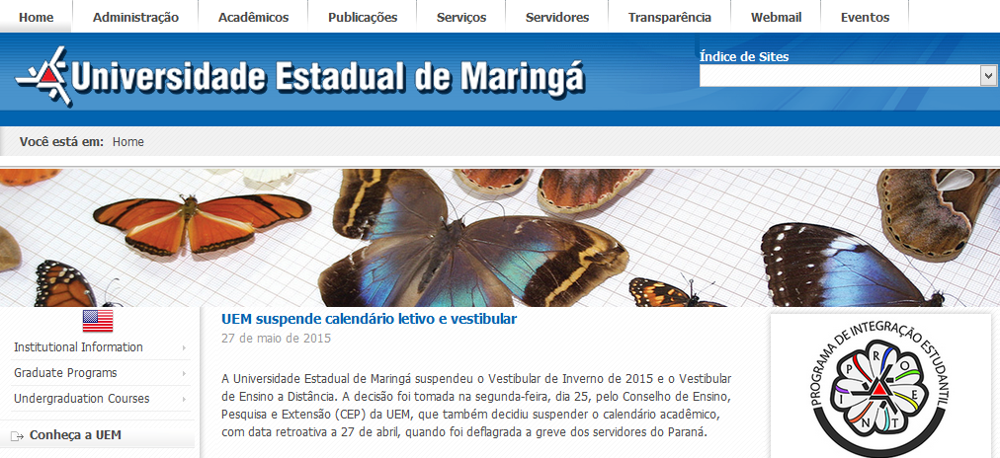 Home Administração Acadêmicos Publicações Serviços Servidores Transparência Webmail Eventos
Universidade Estadual de Maringá
Índice de Sites
Você está em: Home
Institutional Information
Graduate Programs
Undergraduation Courses
Conheça a UEM
UEM suspende calendário letivo e vestibular
27 de maio de 2015
A Universidade Estadual de Maringá suspendeu o Vestibular de Inverno de 2015 e o Vestibular
de Ensino a Distância. A decisão foi tomada na segunda-feira, dia 25, pelo Conselho de Ensino,
Pesquisa e Extensão (CEP) da UEM, que também decidiu suspender o calendário acadêmico,
com data retroativa a 27 de abril, quando foi deflagrada a greve dos servidores do Paraná.
PROGRAMA DE INTEGRAÇÃO ESTUDANTIL
PROENTIN